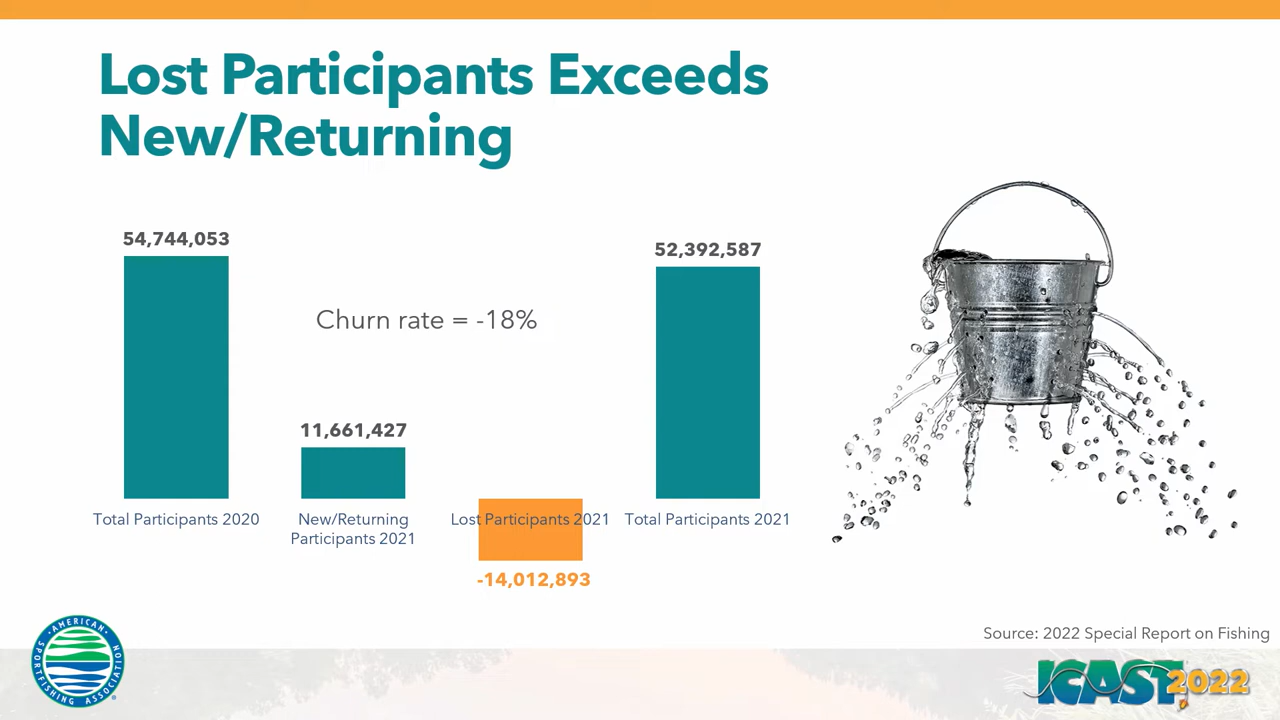 Lost Participants Exceeds
New/Returning
54,744,053
52,392,587
Churn rate = -18%
11,661,427
Total Participants 2020
New/Returning
Participants 2021
Lost Participants 2021
Total Participants 2021
-14,012,893
Source: 2022 Special Report on Fishing
AMERICAN
SPORTFISHING ASSOCIATION
ICAST 2022